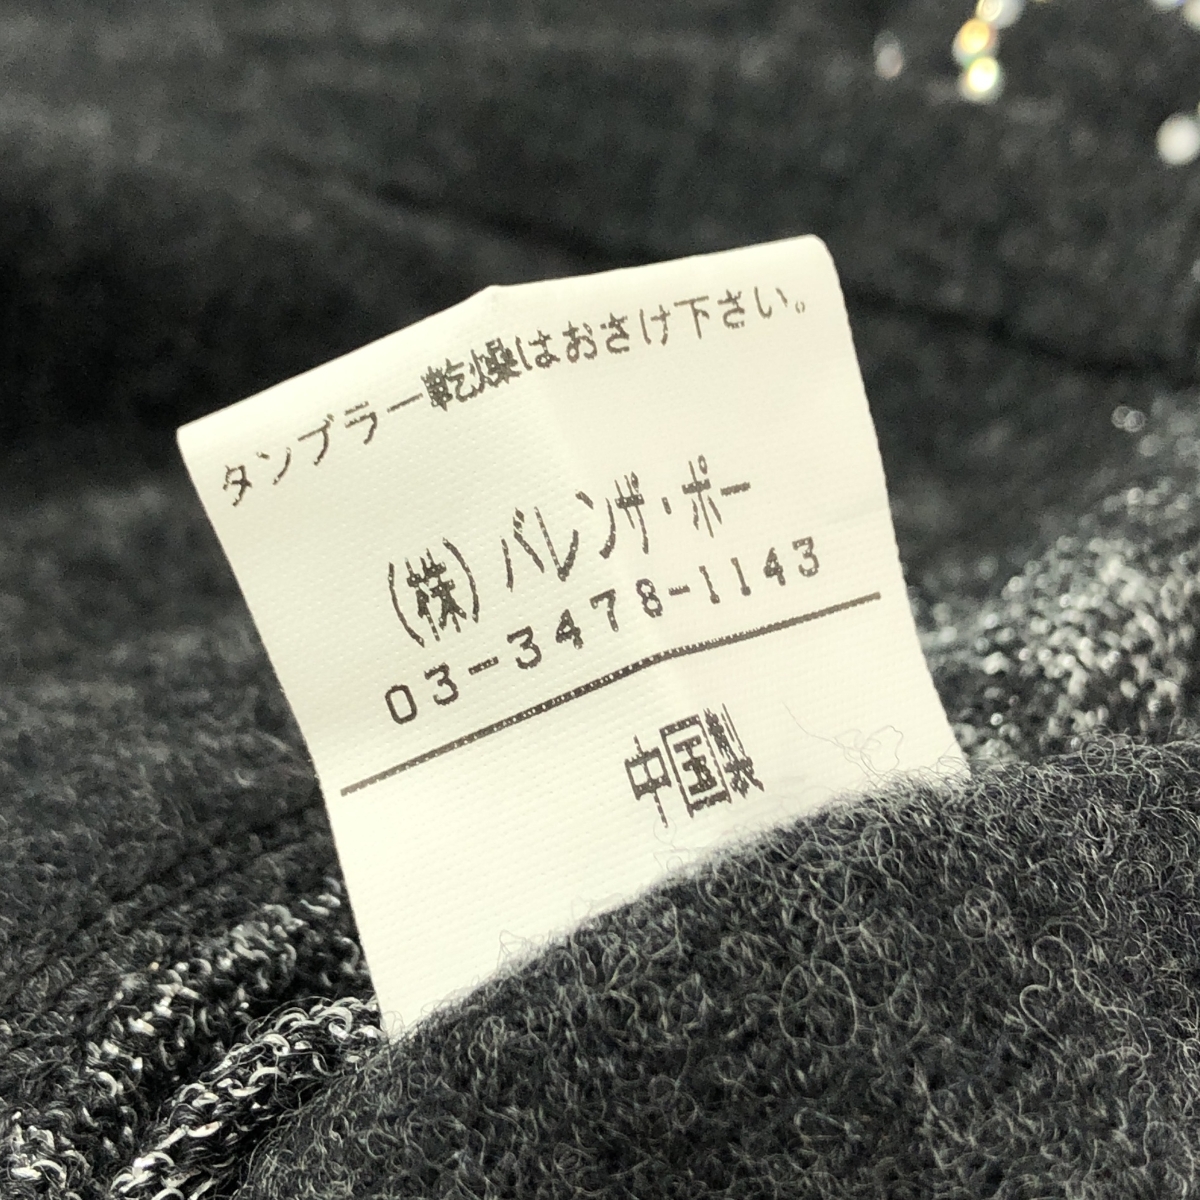 タンブラー乾燥はおさけ下さい。
(株)バレンザ・ポー
03-3478-1143
中国製